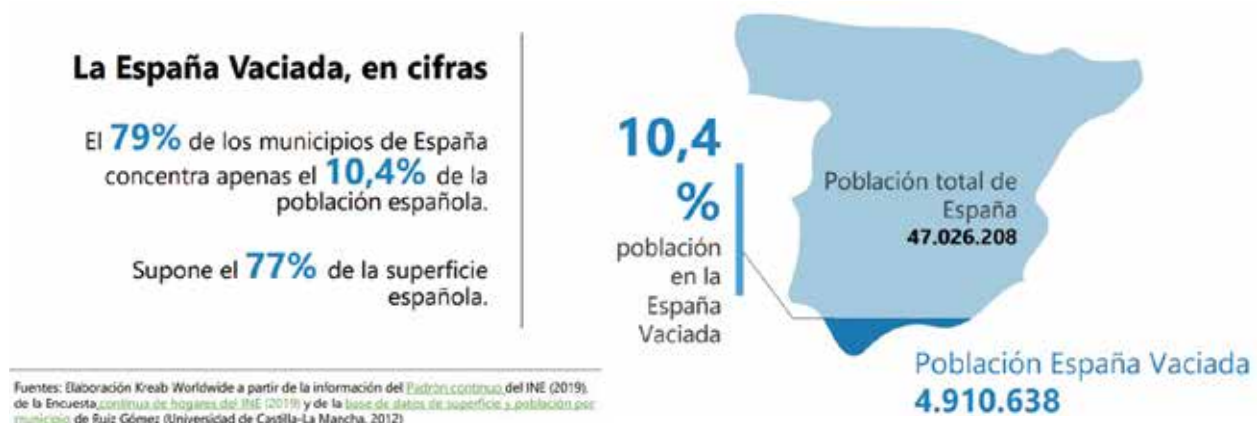 La España Vaciada, en cifras
El 79% de los municipios de España
concentra apenas el 10,4% de la
población española.
Supone el 77% de la superficie
española.
Fuentes: Elaboración Kreab Worldwide a partir de la información del Padrón continuo del INE (2019),
de la Encuesta continua de hogares del INE (2019) y de la base de datos de superficie y población por
municipio de Ruiz Gómez (Universidad de Castilla-La Mancha, 2012)
10,4
%
población
en la
España
Vaciada
Población total de
España
47.026.208
Población España Vaciada
4.910.638